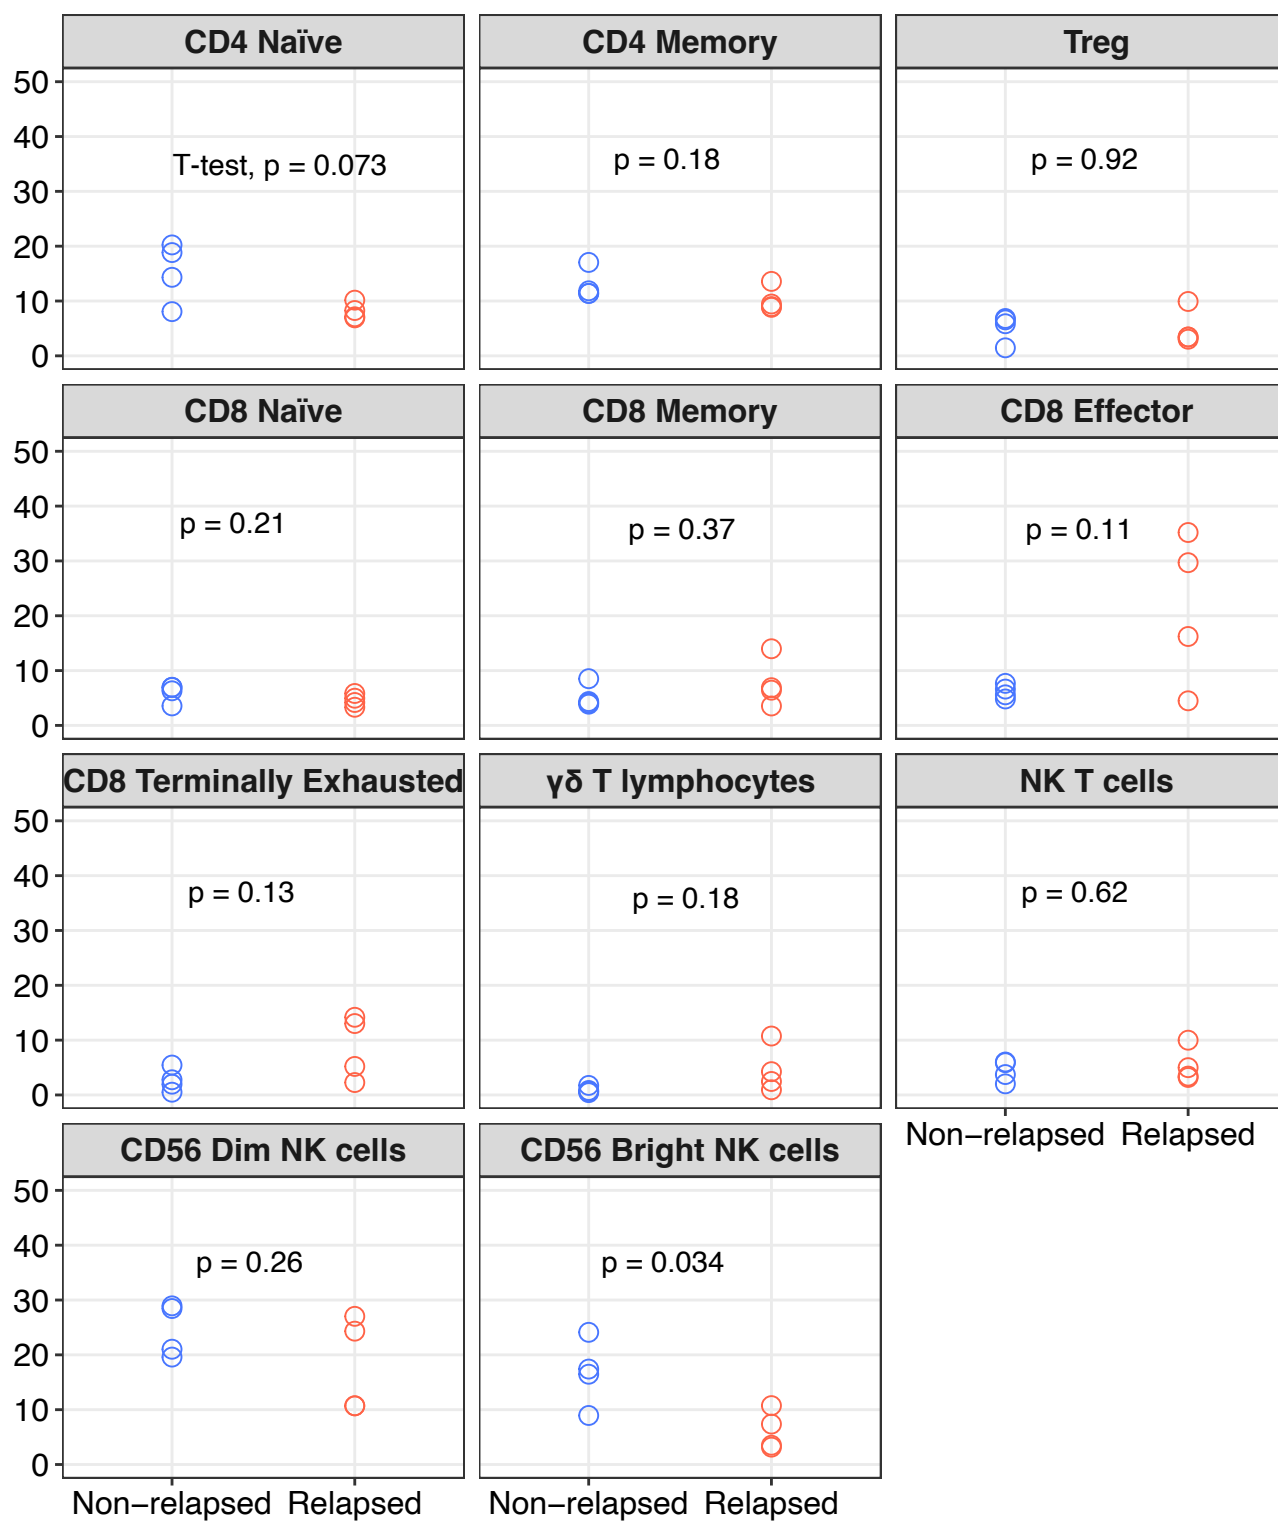 CD4 Naïve CD4 Memory Treg
50
40
T-test, p = 0.073 p = 0.18 p = 0.92
30
20
10
0
CD8 Naïve CD8 Memory CD8 Effector
50
40
p = 0.21 p = 0.37 p = 0.11
30
20
10
0
CD8 Terminally Exhausted γδ T lymphocytes NK T cells
50
40
p = 0.13 p = 0.18 p = 0.62
30
20
10
0
Non−relapsed Relapsed
CD56 Dim NK cells CD56 Bright NK cells
50
40
p = 0.26 p = 0.034
30
20
10
0
Non−relapsed Relapsed Non−relapsed Relapsed